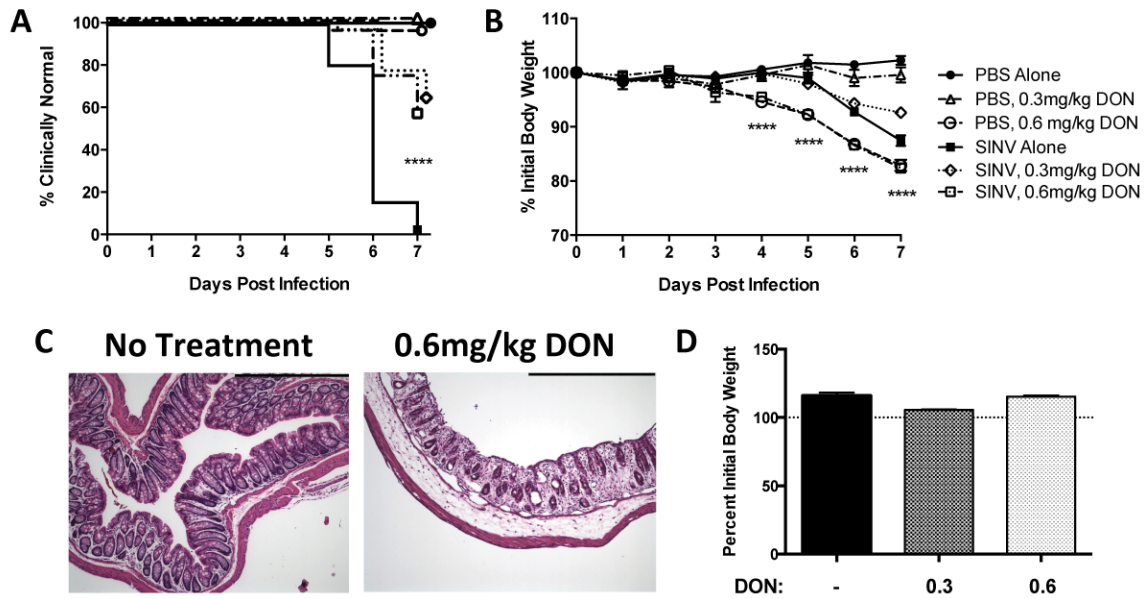 A
% Clinically Normal
100
80
60
40
20
0
****
0 1 2 3 4 5 6 7
Days Post Infection
B
% Initial Body Weight
110
100
90
80
70
**** **** **** ****
0 1 2 3 4 5 6 7
Days Post Infection
PBS Alone
PBS, 0.3mg/kg DON
PBS, 0.6 mg/kg DON
SINV Alone
SINV, 0.3mg/kg DON
SINV, 0.6mg/kg DON
C
No Treatment
0.6mg/kg DON
D
Percent Initial Body Weight
150
100
50
0
DON: - 0.3 0.6